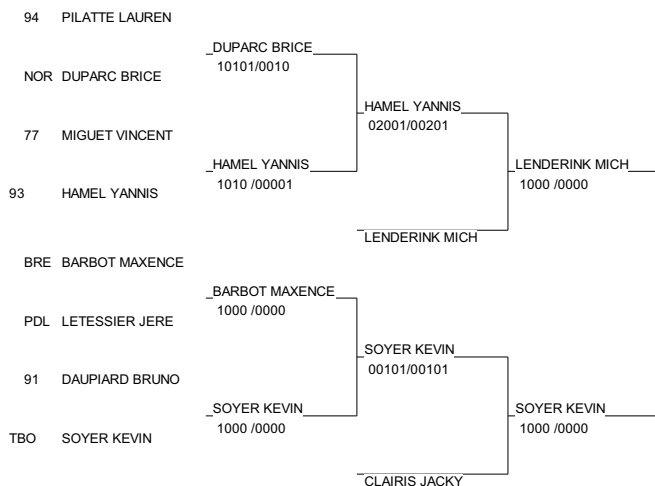 94 PILATTE LAUREN
DUPARC BRICE
10101/0010
NOR DUPARC BRICE
HAMEL YANNIS
02001/00201
77 MIGUET VINCENT
HAMEL YANNIS
1010 /00001
LENDERINK MICH
1000 /0000
93 HAMEL YANNIS
LENDERINK MICH
BRE BARBOT MAXENCE
BARBOT MAXENCE
1000 /0000
PDL LETESSIER JERE
SOYER KEVIN
00101/00101
91 DAUPIARD BRUNO
SOYER KEVIN
1000 /0000
SOYER KEVIN
1000 /0000
TBO SOYER KEVIN
CLAIRIS JACKY